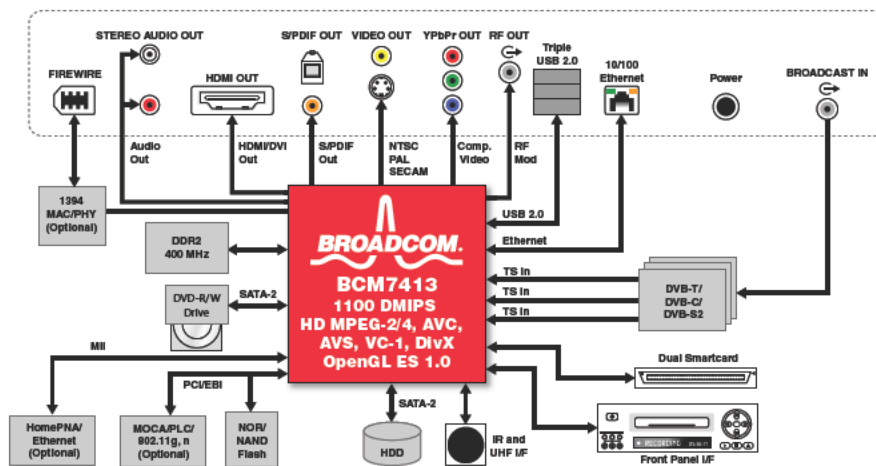 STEREO AUDIO OUT
S/PDIF OUT
VIDEO OUT
YPbPr OUT
RF OUT
Triple
USB 2.0
FIREWIRE
HDMI OUT
10/100
Ethernet
Power
BROADCAST IN
Audio
Out
HDMI/DVI
Out
S/PDIF
Out
NTSC
PAL
SECAM
Comp.
Video
RF
Mod
1394
MAC/PHY
(Optional)
USB 2.0
DDR2
400 MHz
BROADCOM.
Ethernet
BCM7413
1100 DMIPS
HD MPEG-2/4, AVC,
AVS, VC-1, DivX
OpenGL ES 1.0
TS In
TS In
TS In
DVB-T/
DVB-C/
DVB-S2
DVD-R/W
Drive
SATA-2
MII
Dual Smartcard
PCI/EBI
SATA-2
HomePNA/
Ethernet
(Optional)
MOCA/PLC/
802.11g, n
(Optional)
NOR/
NAND
Flash
HDD
IR and
UHF I/F
RECORDING
Front Panel I/F